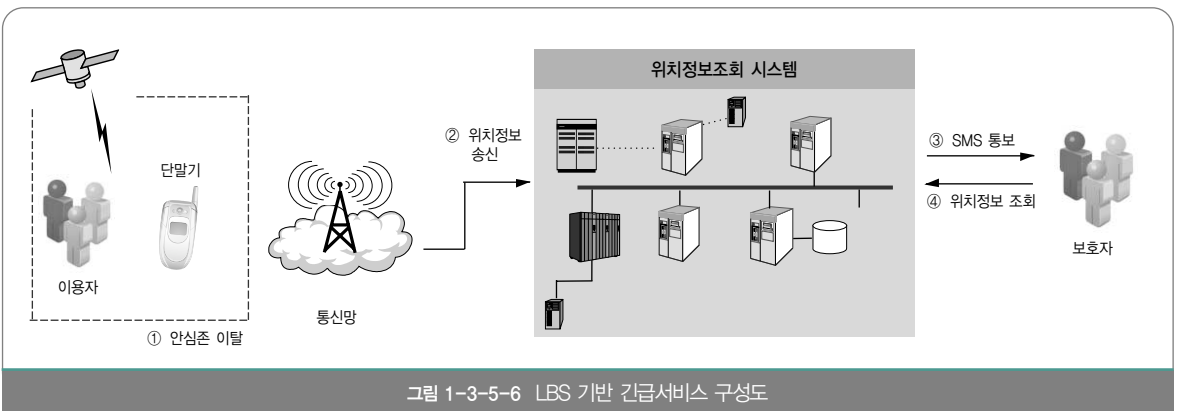 위치정보조회 시스템
단말기
이용자
① 안심존 이탈
통신망
② 위치정보
송신
③ SMS 통보
④ 위치정보 조회
보호자
그림 1-3-5-6 LBS 기반 긴급서비스 구성도